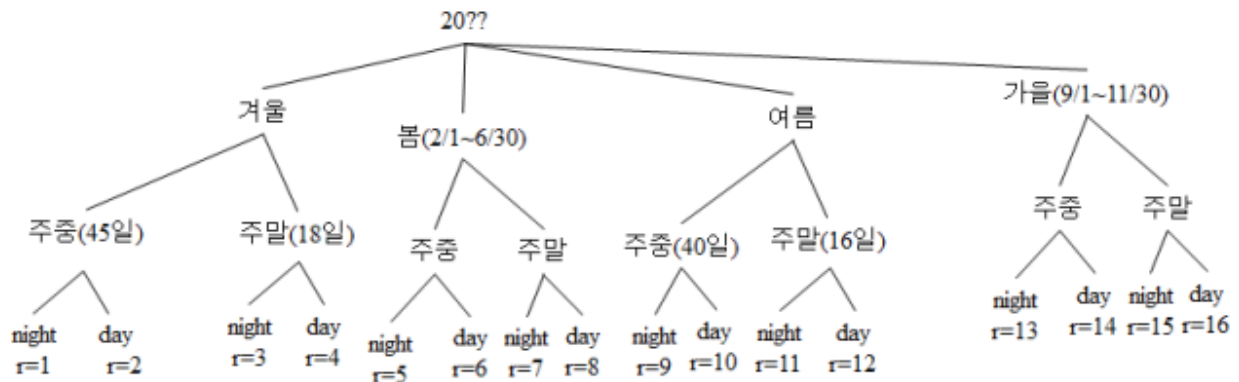 20??
겨울
봄(2/1~6/30)
여름
가을(9/1~11/30)
주중(45일)
주말(18일)
주중
주말
주중(40일)
주말(16일)
주중
주말
night
r=1
day
r=2
night
r=3
day
r=4
night
r=5
day
r=6
night
r=7
day
r=8
night
r=9
day
r=10
night
r=11
day
r=12
night
r=13
day
r=14
night
r=15
day
r=16